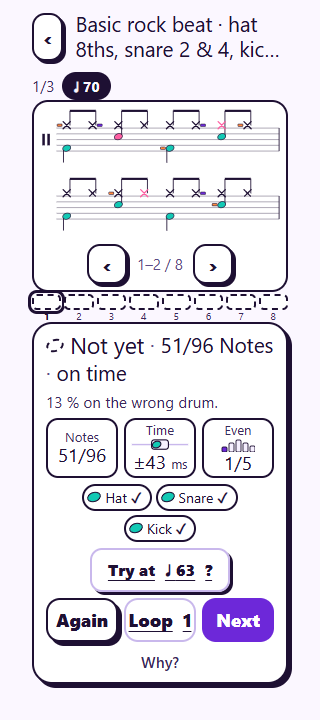 ‹ Basic rock beat · hat
8ths, snare 2 & 4, kic…
1/3 ♩70
‹ 1–2 / 8 ›
1 2 3 4 5 6 7 8
Not yet · 51/96 Notes
· on time
13 % on the wrong drum.
Notes Time Even
51/96 ±43 ms 1/5
Hat ✓ Snare ✓
Kick ✓
Try at ♩63 ?
Again Loop 1 Next
Why?